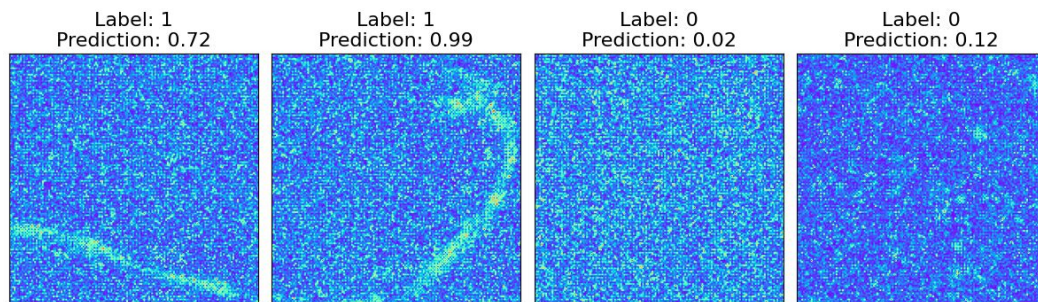 Label: 1
Prediction: 0.72
Label: 1
Prediction: 0.99
Label: 0
Prediction: 0.02
Label: 0
Prediction: 0.12